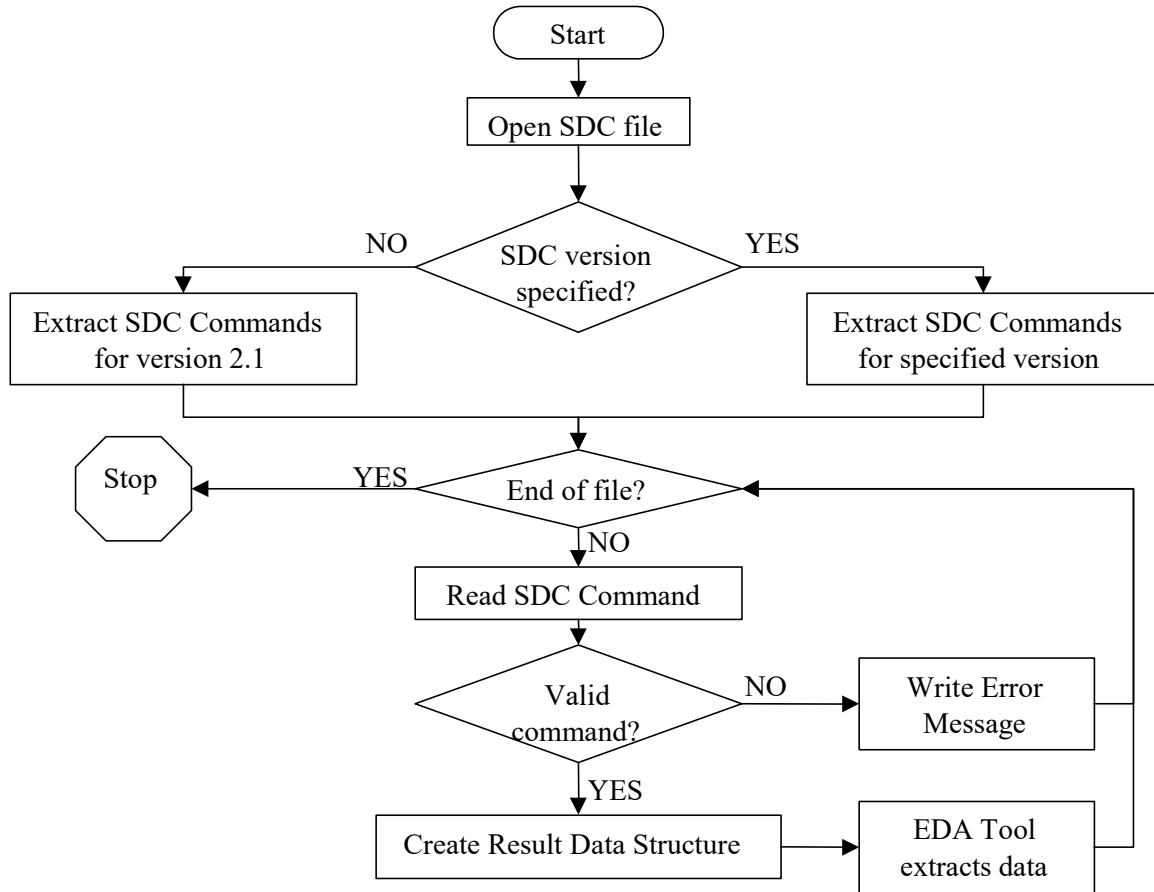 Start
Open SDC file
NO
YES
SDC version
specified?
Extract SDC Commands
for version 2.1
Extract SDC Commands
for specified version
Stop
YES
End of file?
NO
Read SDC Command
Valid
command?
NO
Write Error
Message
YES
Create Result Data Structure
EDA Tool
extracts data